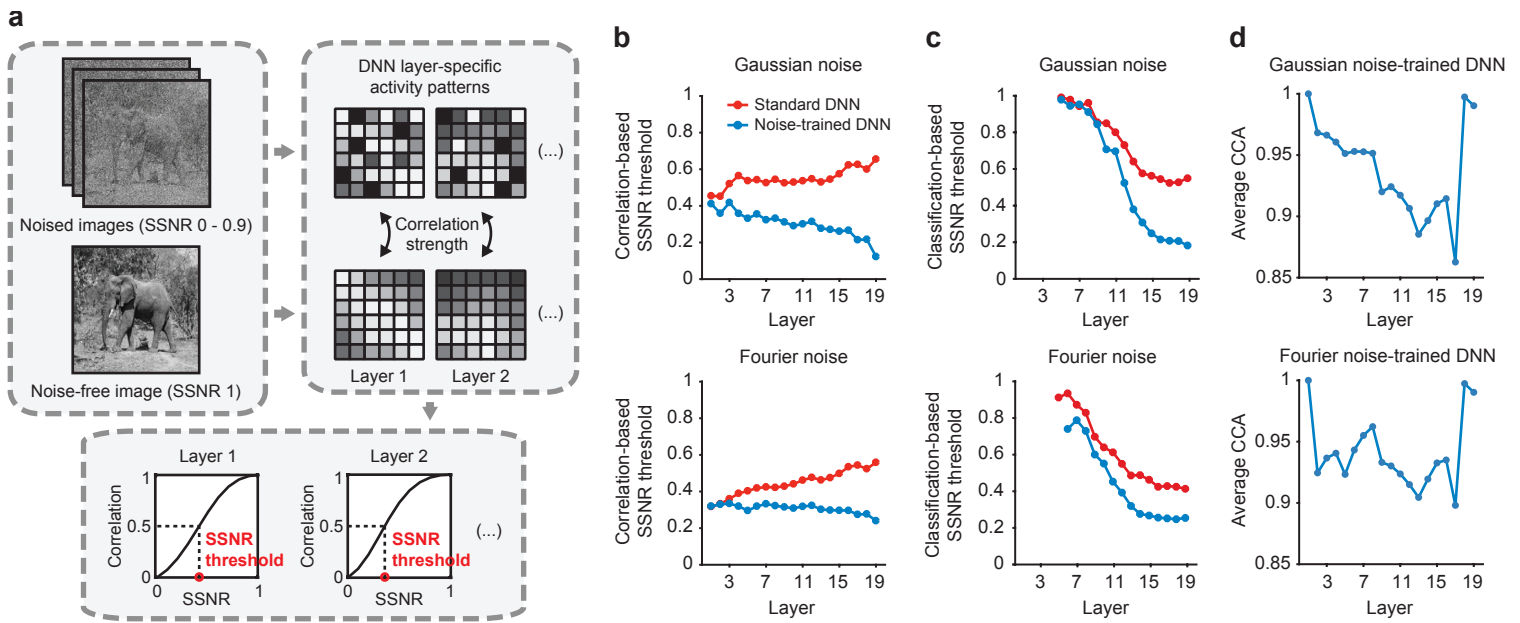 a
DNN layer-specific
activity patterns
(...)
Noised images (SSNR 0 - 0.9)
Correlation
strength
(...)
Noise-free image (SSNR 1)
Layer 1
Layer 2
Layer 1
Correlation
1
0.5
0
SSNR
threshold
0
1
SSNR
Layer 2
Correlation
1
0.5
0
SSNR
threshold
0
1
SSNR
(...)
b
Gaussian noise
Correlation-based
SSNR threshold
1
0.8
0.6
0.4
0.2
0
Standard DNN
Noise-trained DNN
3 7 11 15 19
Layer
Fourier noise
Correlation-based
SSNR threshold
1
0.8
0.6
0.4
0.2
0
3 7 11 15 19
Layer
c
Gaussian noise
Classification-based
SSNR threshold
1
0.8
0.6
0.4
0.2
0
3 7 11 15 19
Layer
Fourier noise
Classification-based
SSNR threshold
1
0.8
0.6
0.4
0.2
0
3 7 11 15 19
Layer
d
Gaussian noise-trained DNN
Average CCA
1
0.95
0.9
0.85
3 7 11 15 19
Layer
Fourier noise-trained DNN
Average CCA
1
0.95
0.9
0.85
3 7 11 15 19
Layer